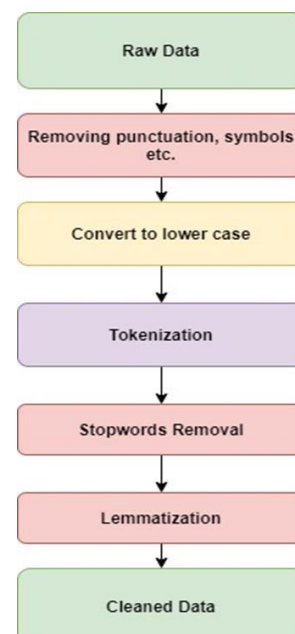 Raw Data
Removing punctuation, symbols
etc.
Convert to lower case
Tokenization
Stopwords Removal
Lemmatization
Cleaned Data